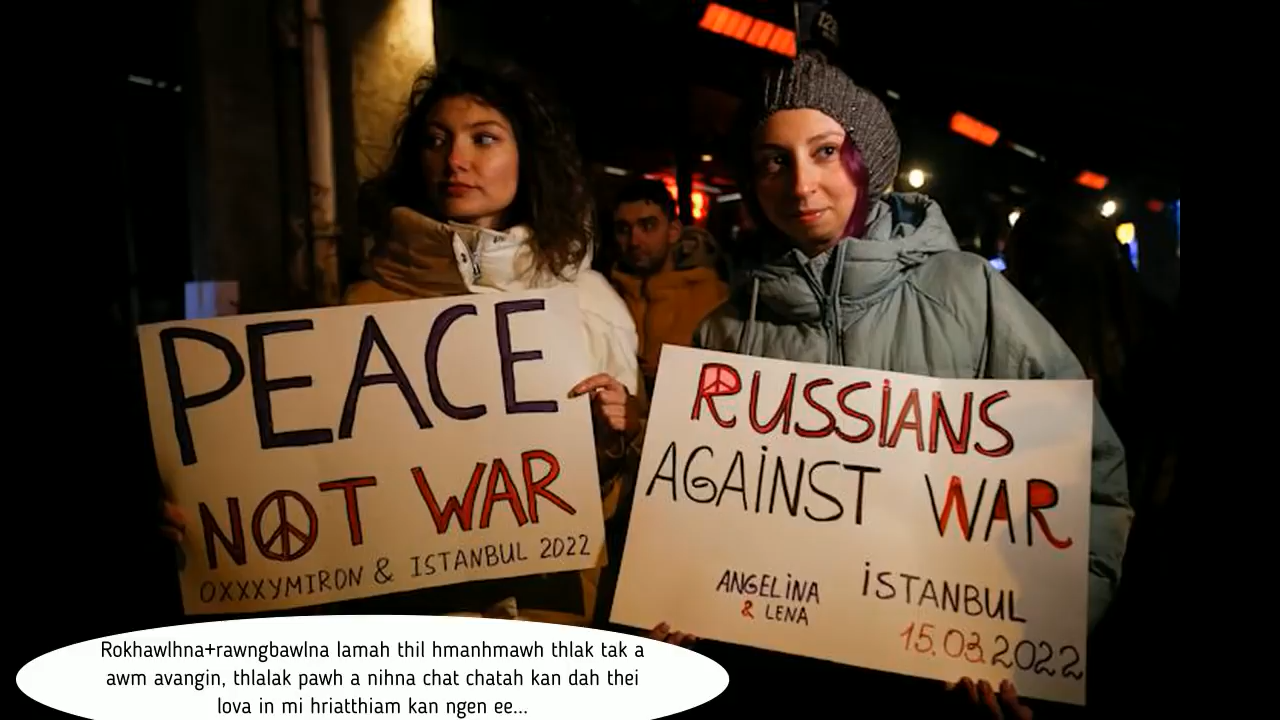 PEACE
NOT WAR
OXXXYMIRON & ISTANBUL 2022
RUSSIANS
AGAINST WAR
ANGELINA
& LENA
İSTANBUL
15.03.2022
Rokhawlhna+rawngbawlna lamah thil hmanhmawh thlak tak a
awm avangin, thlalak pawh a nihna chat chatah kan dah thei
lova in mi hriatthiam kan ngen ee...